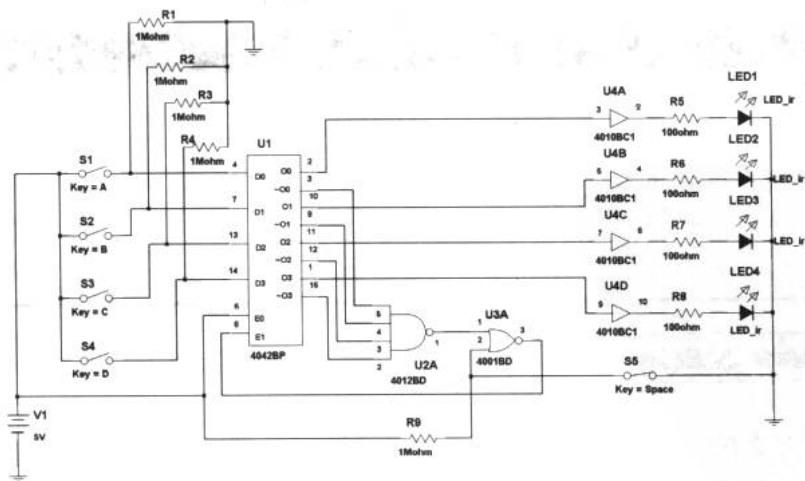 R1
1Mohm
R2
1Mohm
R3
1Mohm
R4
1Mohm
U1
S1
Key = A
S2
Key = B
S3
Key = C
S4
Key = D
4
7
13
14
6
6
D0
D1
D2
D3
E0
E1
O0
~O0
O1
~O1
O2
~O2
O3
~O3
2
3
10
9
11
12
1
16
4042BP
5
4
3
2
1
U2A
4012BD
U3A
1
2
3
4001BD
U4A
3
2
4010BC1
R5
100ohm
LED1
LED_ir
U4B
5
4
4010BC1
R6
100ohm
LED2
LED_ir
U4C
7
6
4010BC1
R7
100ohm
LED3
LED_ir
U4D
9
10
4010BC1
R8
100ohm
LED4
LED_ir
S5
Key = Space
R9
1Mohm
V1
5V